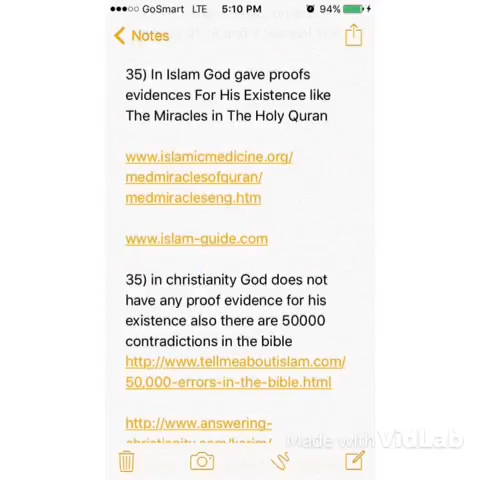 GoSmart LTE 5:10 PM 94%
Notes
35) In Islam God gave proofs
evidences For His Existence like
The Miracles in The Holy Quran
www.islamicmedicine.org/
medmiraclesofquran/
medmiracleseng.htm
www.islam-guide.com
35) in christianity God does not
have any proof evidence for his
existence also there are 50000
contradictions in the bible
http://www.tellmeaboutislam.com/
50,000-errors-in-the-bible.html
http://www.answering-
christianity.com/karim/
Made with VidLab